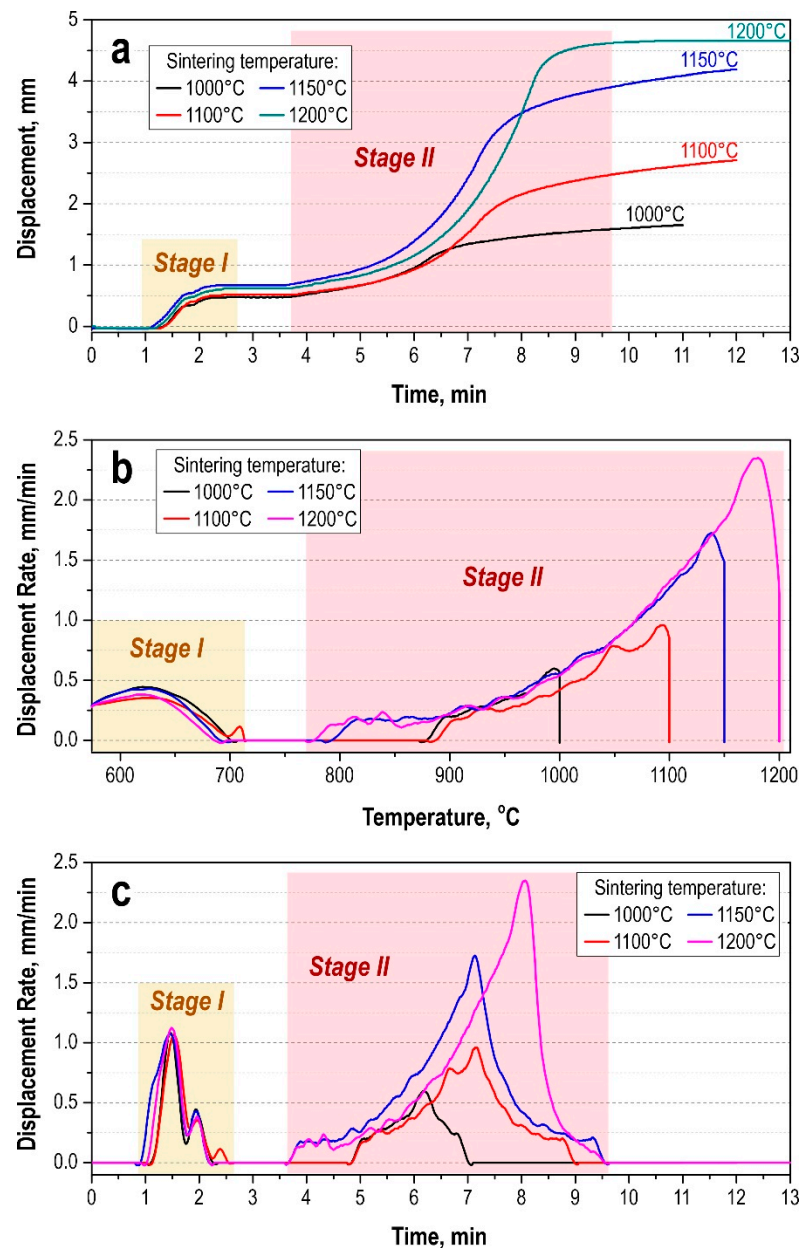 a
Sintering temperature:
1000°C 1150°C
1100°C 1200°C
Stage I
Stage II
1200°C
1150°C
1100°C
1000°C
Displacement, mm
5
4
3
2
1
0
0 1 2 3 4 5 6 7 8 9 10 11 12 13
Time, min
b
Sintering temperature:
1000°C 1150°C
1100°C 1200°C
Stage I
Stage II
Displacement Rate, mm/min
2.5
2.0
1.5
1.0
0.5
0.0
600 700 800 900 1000 1100 1200
Temperature, °C
c
Sintering temperature:
1000°C 1150°C
1100°C 1200°C
Stage I
Stage II
Displacement Rate, mm/min
2.5
2.0
1.5
1.0
0.5
0.0
0 1 2 3 4 5 6 7 8 9 10 11 12 13
Time, min